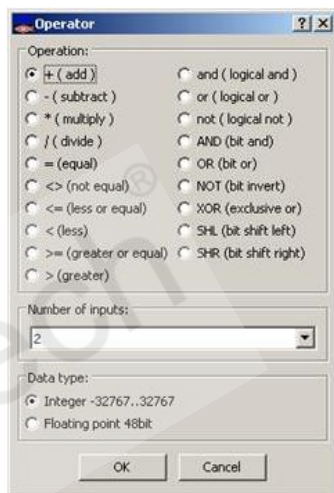 Operator
Operation:
+ ( add )
- ( subtract )
* ( multiply )
/ ( divide )
= (equal)
<> (not equal)
<= (less or equal)
< (less)
>= (greater or equal)
> (greater)
and ( logical and )
or ( logical or )
not ( logical not )
AND (bit and)
OR (bit or)
NOT (bit invert)
XOR (exclusive or)
SHL (bit shift left)
SHR (bit shift right)
Number of inputs:
2
Data type:
Integer -32767..32767
Floating point 48bit
OK
Cancel
ech®